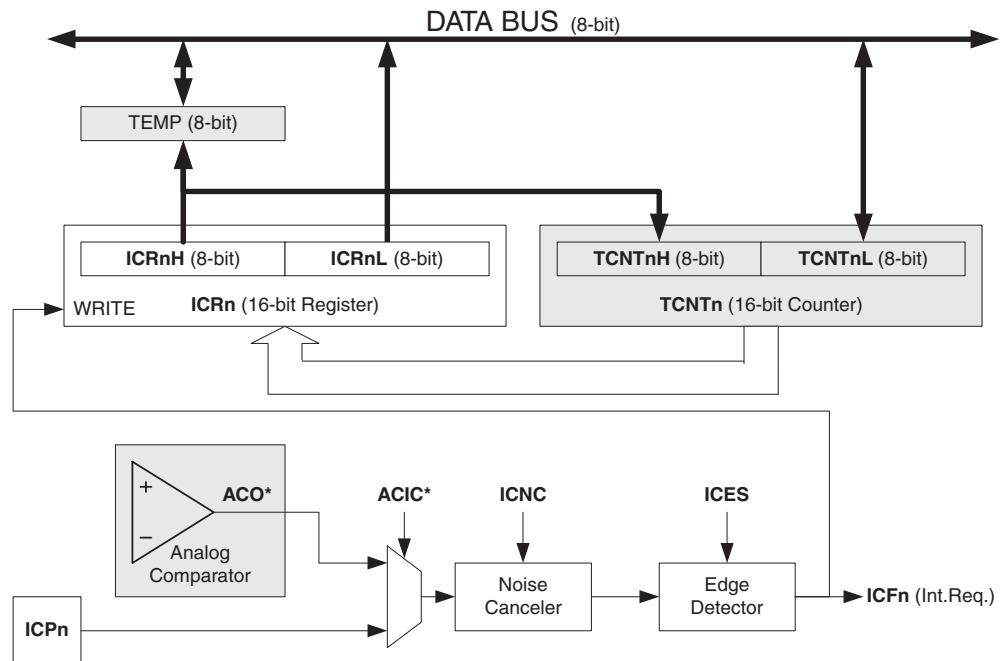 DATA BUS (8-bit)
TEMP (8-bit)
ICRnH (8-bit)
ICRnL (8-bit)
TCNTnH (8-bit)
TCNTnL (8-bit)
WRITE
ICRn (16-bit Register)
TCNTn (16-bit Counter)
+
−
ACO*
Analog
Comparator
ACIC*
ICNC
ICES
Noise
Canceler
Edge
Detector
ICFn (Int.Req.)
ICPn